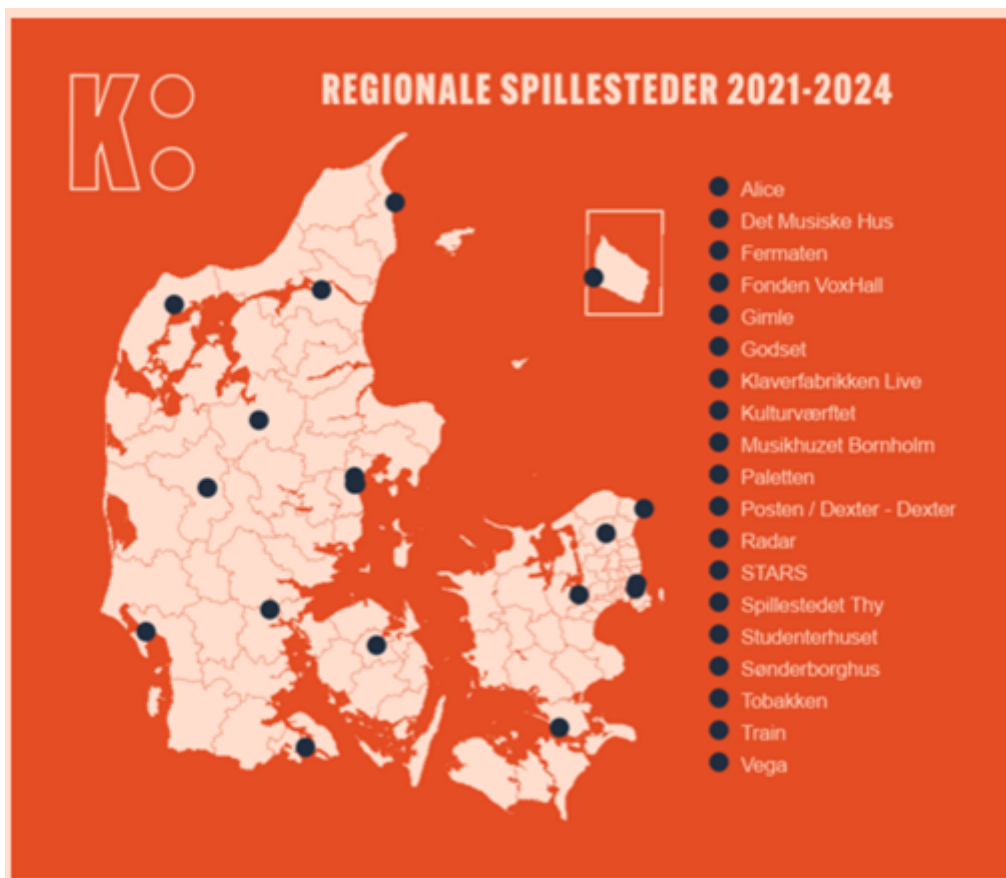 K:
REGIONALE SPILLESTEDER 2021-2024
Alice
Det Musiske Hus
Fermaten
Fonden VoxHall
Gimle
Godset
Klaverfabrikken Live
Kulturværftet
Musikhuzet Bornholm
Paletten
Posten / Dexter - Dexter
Radar
STARS
Spillestedet Thy
Studenterhuset
Sønderborghus
Tobakken
Train
Vega